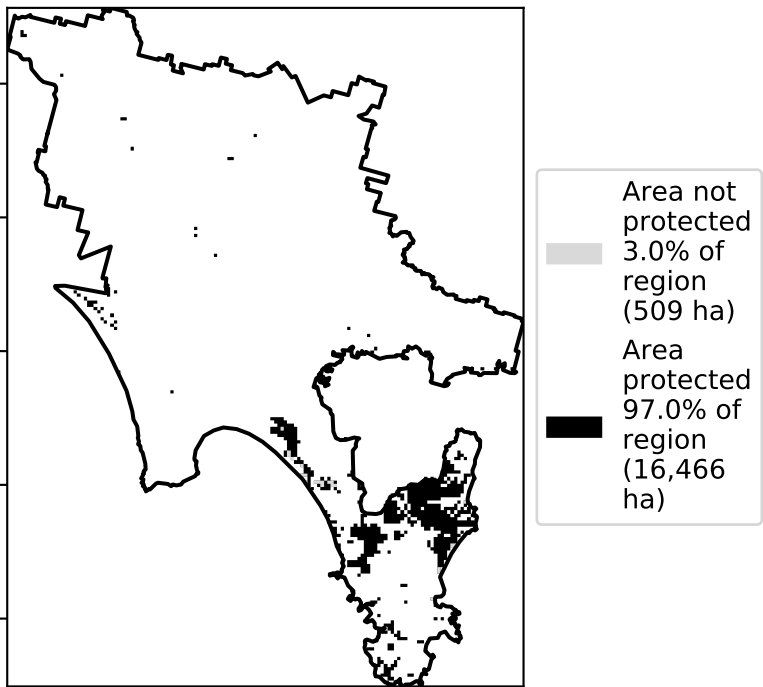 Area not
protected
3.0% of
region
(509 ha)
Area
protected
97.0% of
region
(16,466
ha)